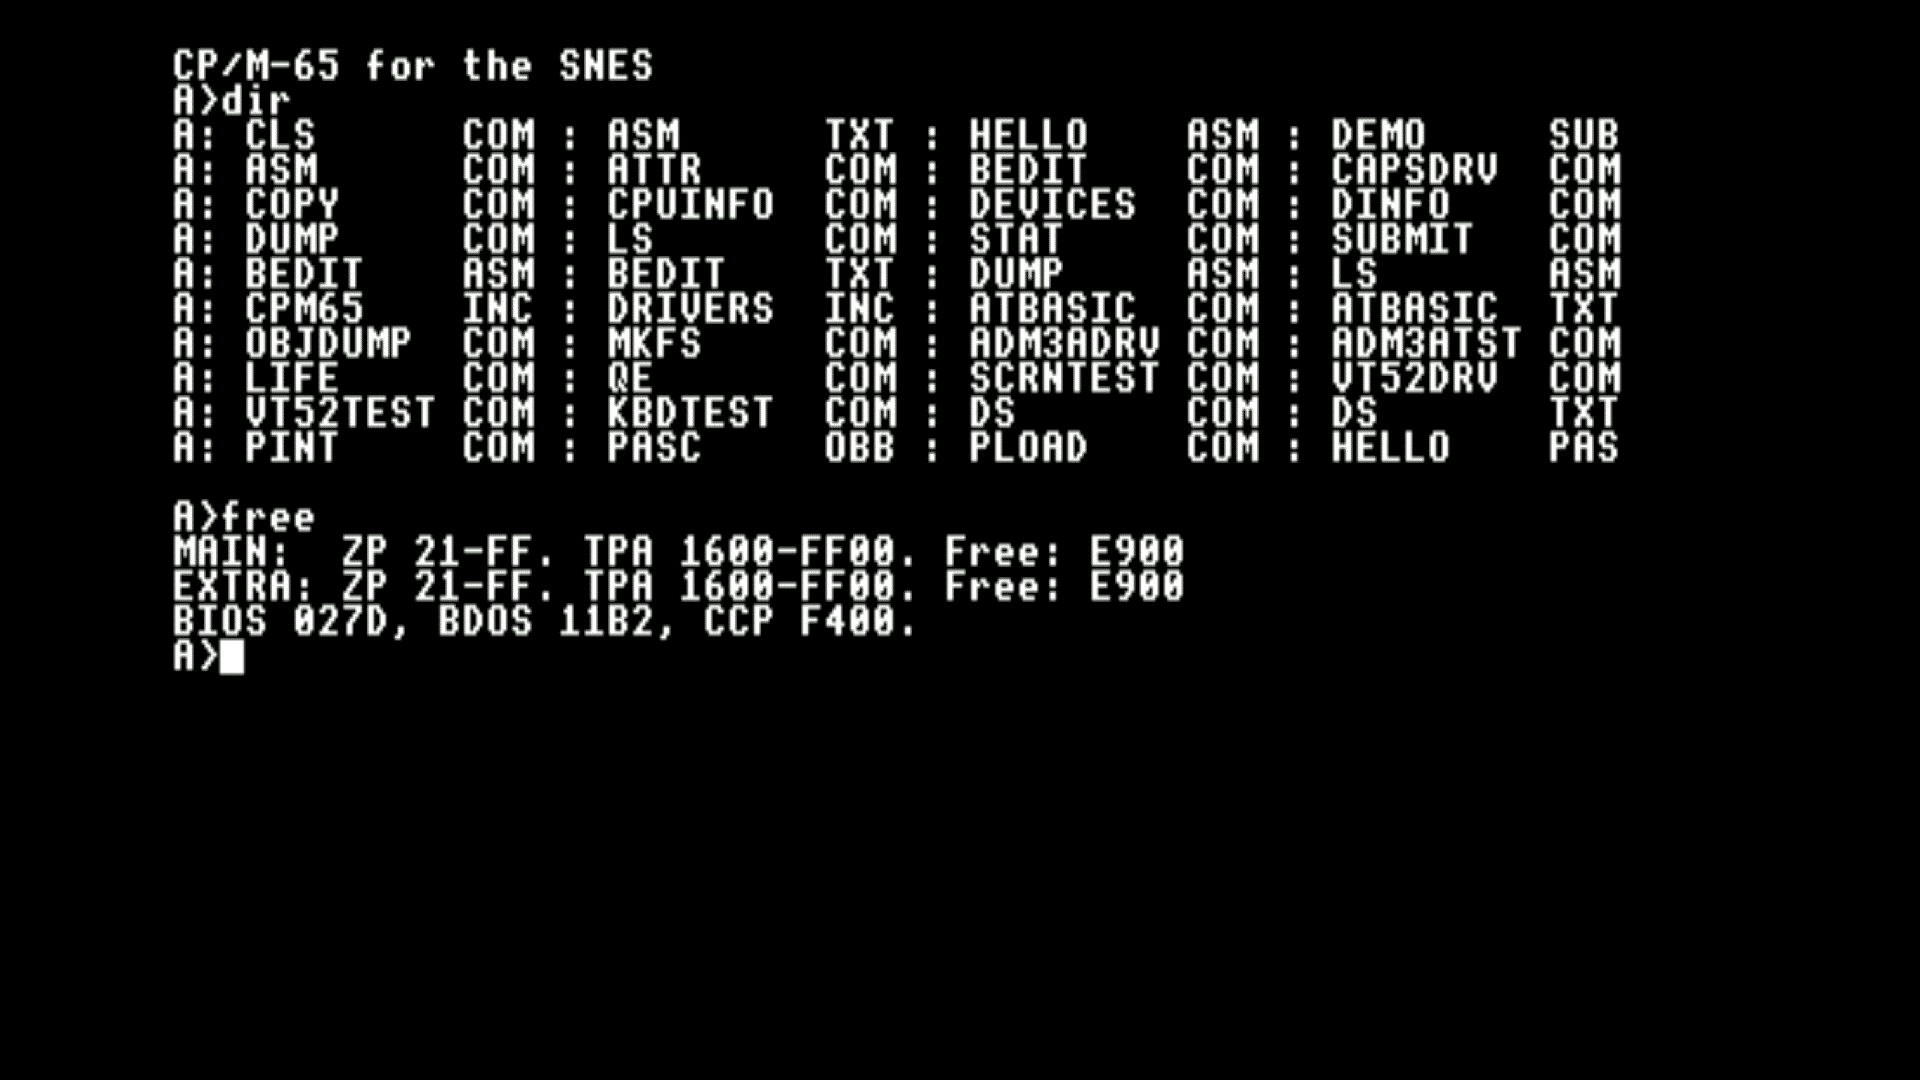 CP/M-65 for the SNES
A>dir
A: CLS      COM : ASM      TXT : HELLO    ASM : DEMO     SUB
A: ASM      COM : ATTR     COM : BEDIT    COM : CAPSDRV  COM
A: COPY     COM : CPUINFO  COM : DEVICES  COM : DINFO    COM
A: DUMP     COM : LS       COM : STAT     COM : SUBMIT   COM
A: BEDIT    ASM : BEDIT    TXT : DUMP     ASM : LS       ASM
A: CPM65    INC : DRIVERS  INC : ATBASIC  COM : ATBASIC  TXT
A: OBJDUMP  COM : MKFS     COM : ADM3ADRV COM : ADM3ATST COM
A: LIFE     COM : QE       COM : SCRNTEST COM : VT52DRV  COM
A: VT52TEST COM : KBDTEST  COM : DS       COM : DS       TXT
A: PINT     COM : PASC     OBB : PLOAD    COM : HELLO    PAS
A>free
MAIN:  ZP 21-FF. TPA 1600-FF00. Free: E900
EXTRA: ZP 21-FF. TPA 1600-FF00. Free: E900
BIOS 027D, BDOS 11B2, CCP F400.
A>